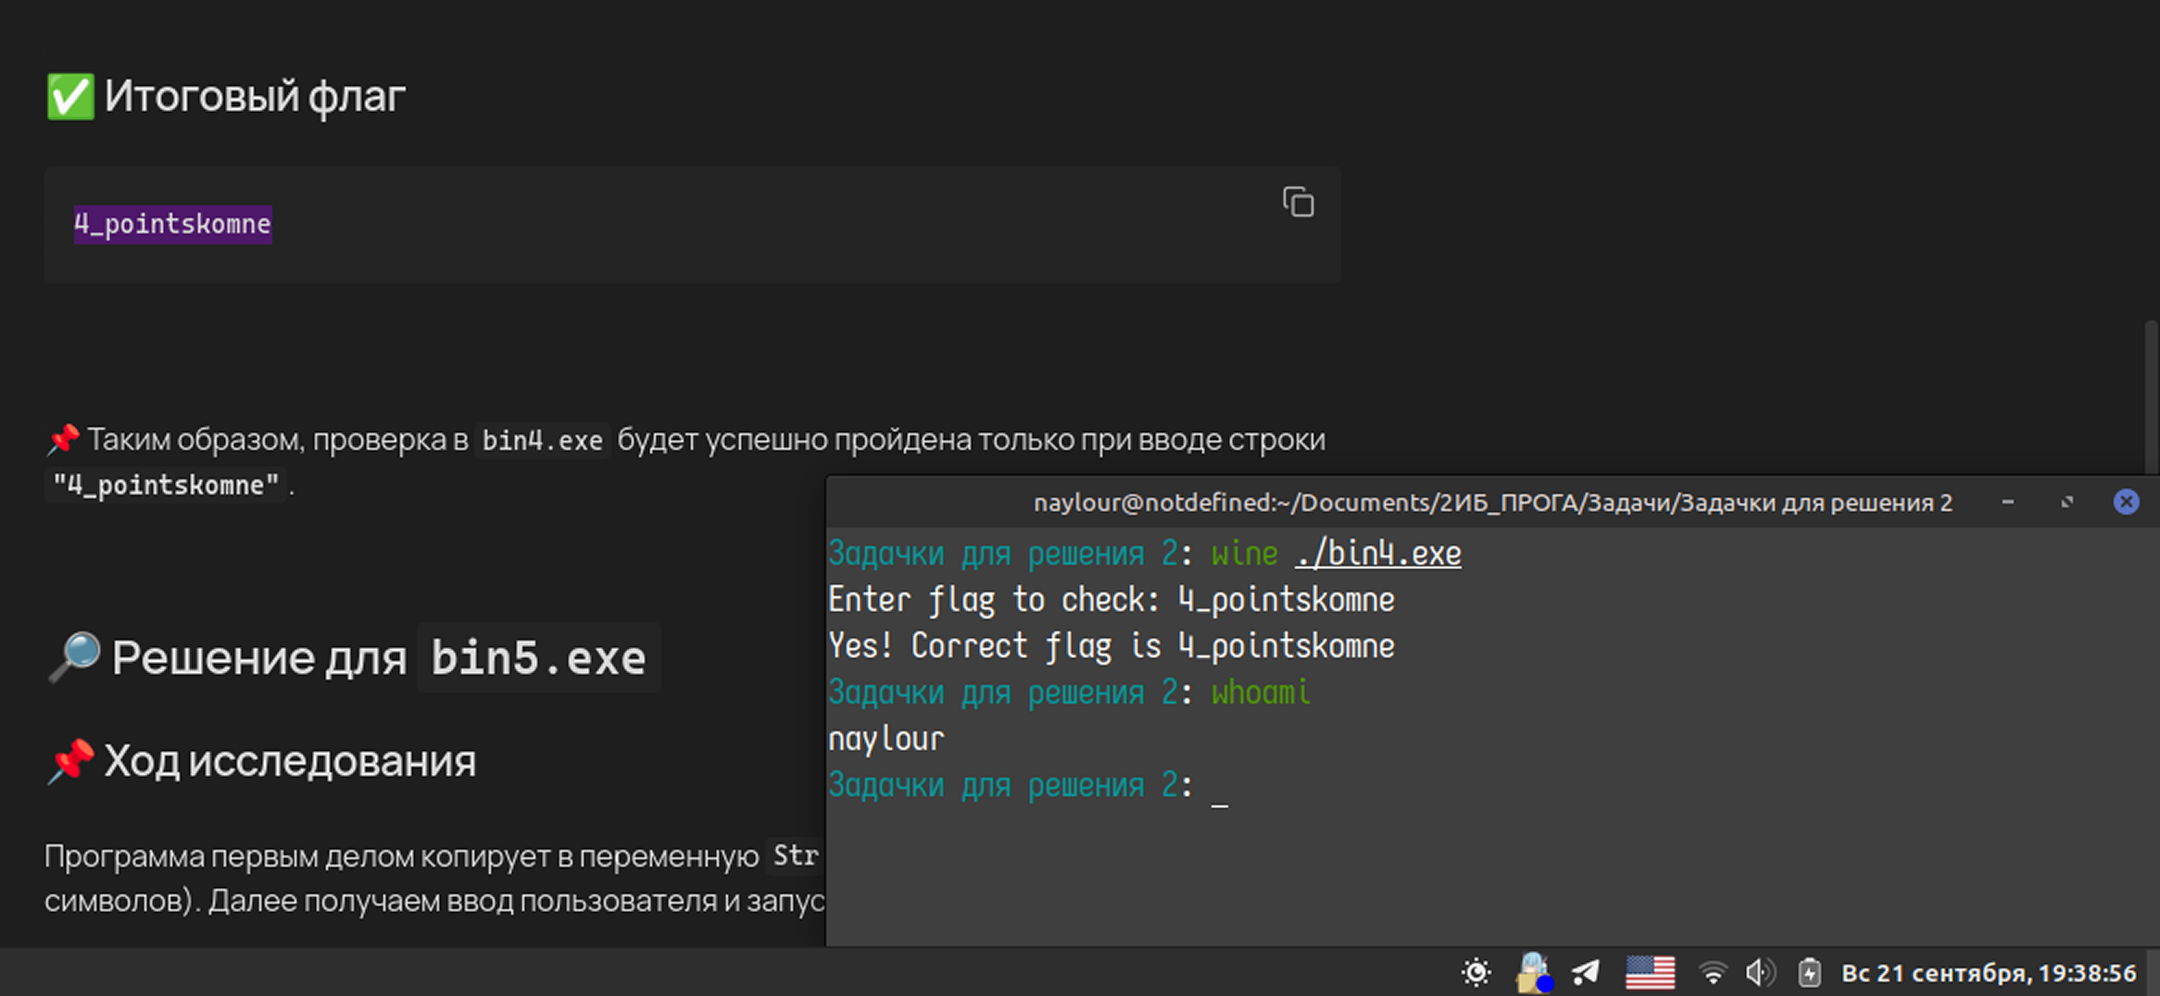 ✅ Итоговый флаг
4_pointskomne
📌 Таким образом, проверка в bin4.exe будет успешно пройдена только при вводе строки
"4_pointskomne".
🔎 Решение для bin5.exe
📌 Ход исследования
Программа первым делом копирует в переменную Str
символов). Далее получаем ввод пользователя и запус
naylour@notdefined:~/Documents/2ИБ_ПРОГА/Задачи/Задачки для решения 2
Задачки для решения 2: wine ./bin4.exe
Enter flag to check: 4_pointskomne
Yes! Correct flag is 4_pointskomne
Задачки для решения 2: whoami
naylour
Задачки для решения 2: _
Вс 21 сентября, 19:38:56